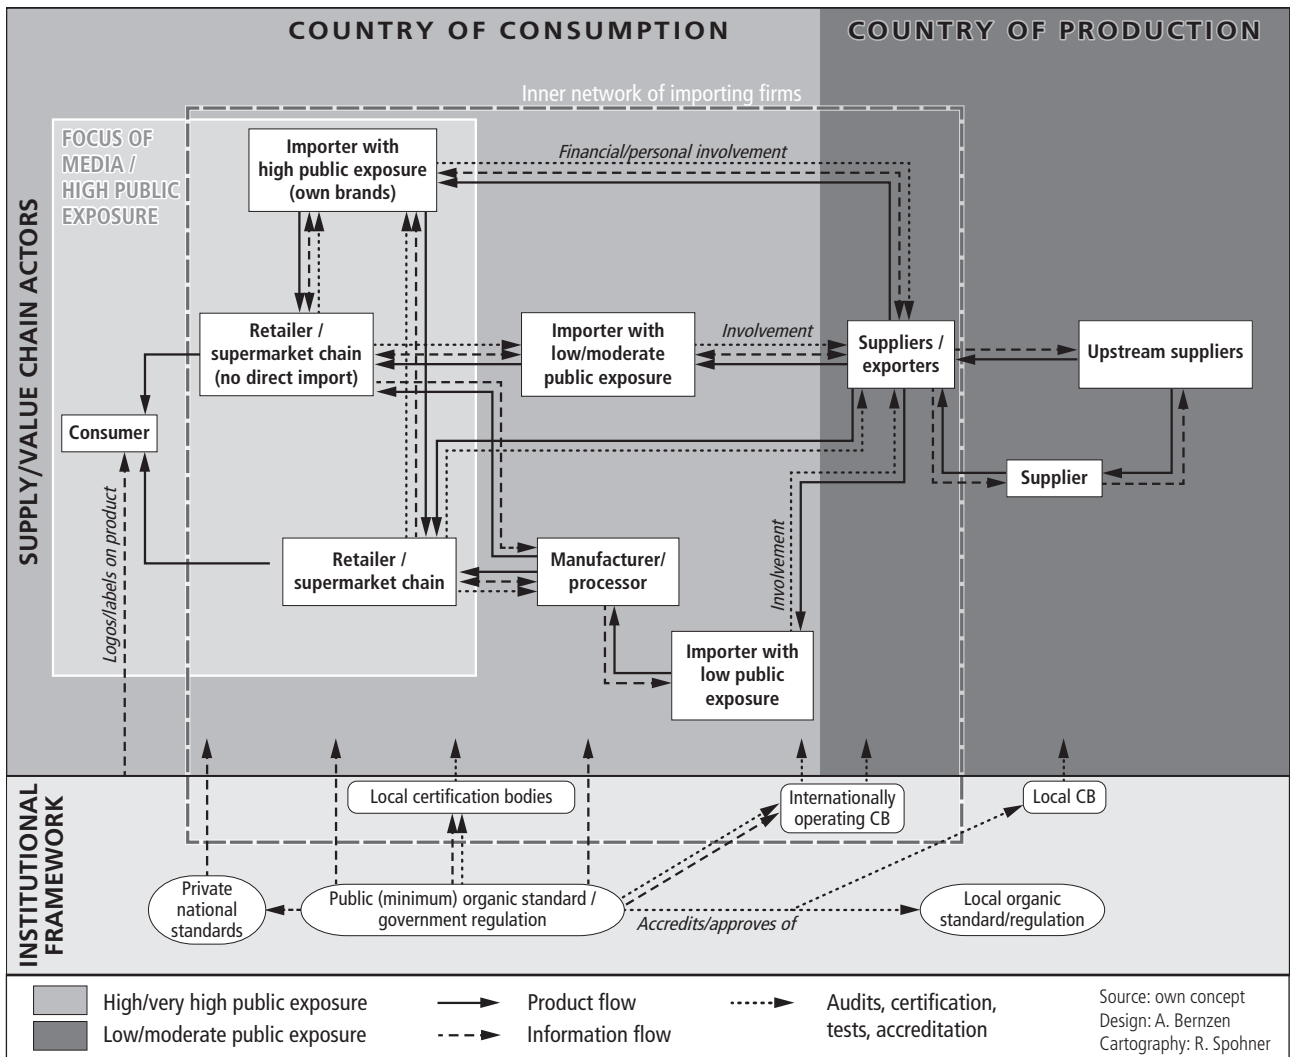 COUNTRY OF CONSUMPTION
COUNTRY OF PRODUCTION
Inner network of importing firms
FOCUS OF
MEDIA /
HIGH PUBLIC
EXPOSURE
SUPPLY/VALUE CHAIN ACTORS
Importer with
high public exposure
(own brands)
Financial/personal involvement
Retailer /
supermarket chain
(no direct import)
Importer with
low/moderate
public exposure
Involvement
Suppliers /
exporters
Upstream suppliers
Consumer
Supplier
Logos/labels on product
Retailer /
supermarket chain
Manufacturer/
processor
Involvement
Importer with
low public
exposure
INSTITUTIONAL
FRAMEWORK
Local certification bodies
Internationally
operating CB
Local CB
Private
national
standards
Public (minimum) organic standard /
government regulation
Accredits/approves of
Local organic
standard/regulation
High/very high public exposure
Low/moderate public exposure
Product flow
Information flow
Audits, certification,
tests, accreditation
Source: own concept
Design: A. Bernzen
Cartography: R. Spohner